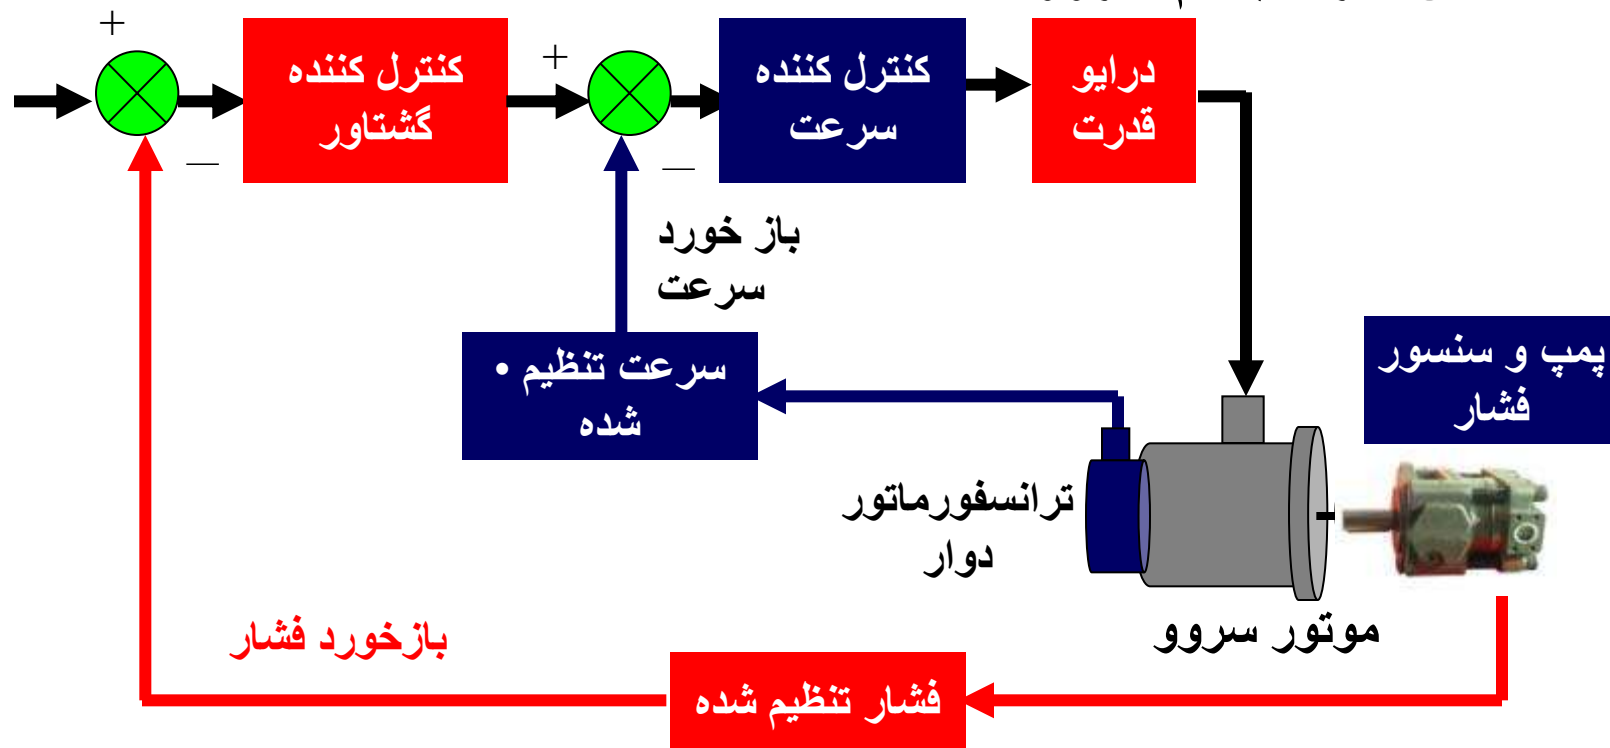 +
کنترل کننده
گشتاور
+
کنترل کننده
سرعت
درایو
قدرت
—
—
باز خورد
سرعت
سرعت تنظیم •
شده
پمپ و سنسور
فشار
ترانسفورماتور
دوار
موتور سروو
بازخورد فشار
فشار تنظیم شده